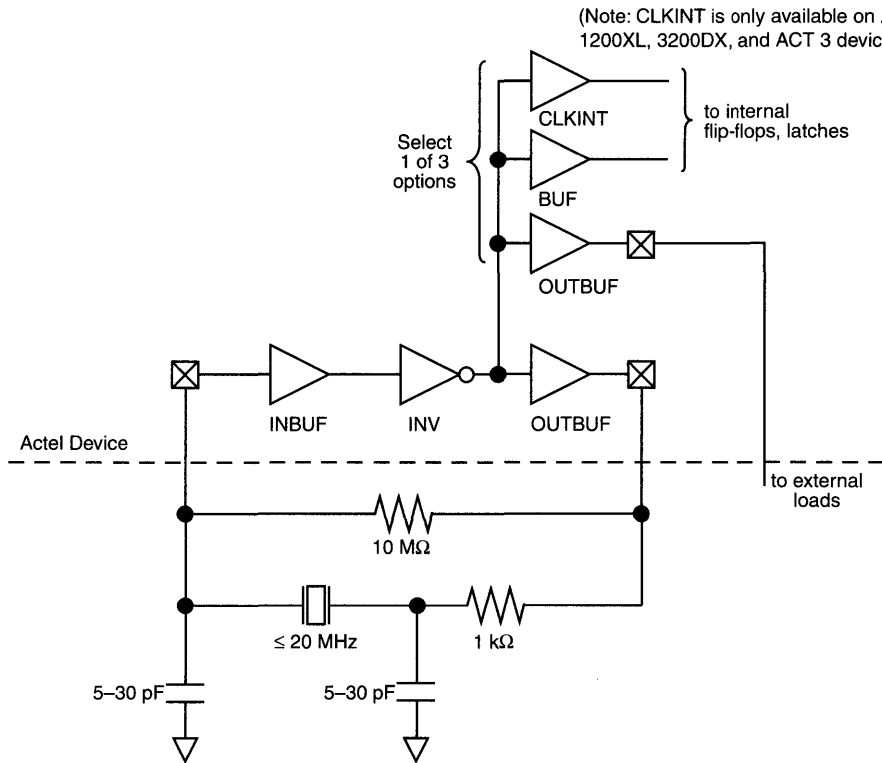 (Note: CLKINT is only available on
1200XL, 3200DX, and ACT 3
CLKINT
to internal
flip-flops, latches
Select
1 of 3
options
BUF
OUTBUF
INBUF
INV
OUTBUF
Actel Device
to external
loads
10 MΩ
≤ 20 MHz
1 kΩ
5–30 pF
5–30 pF